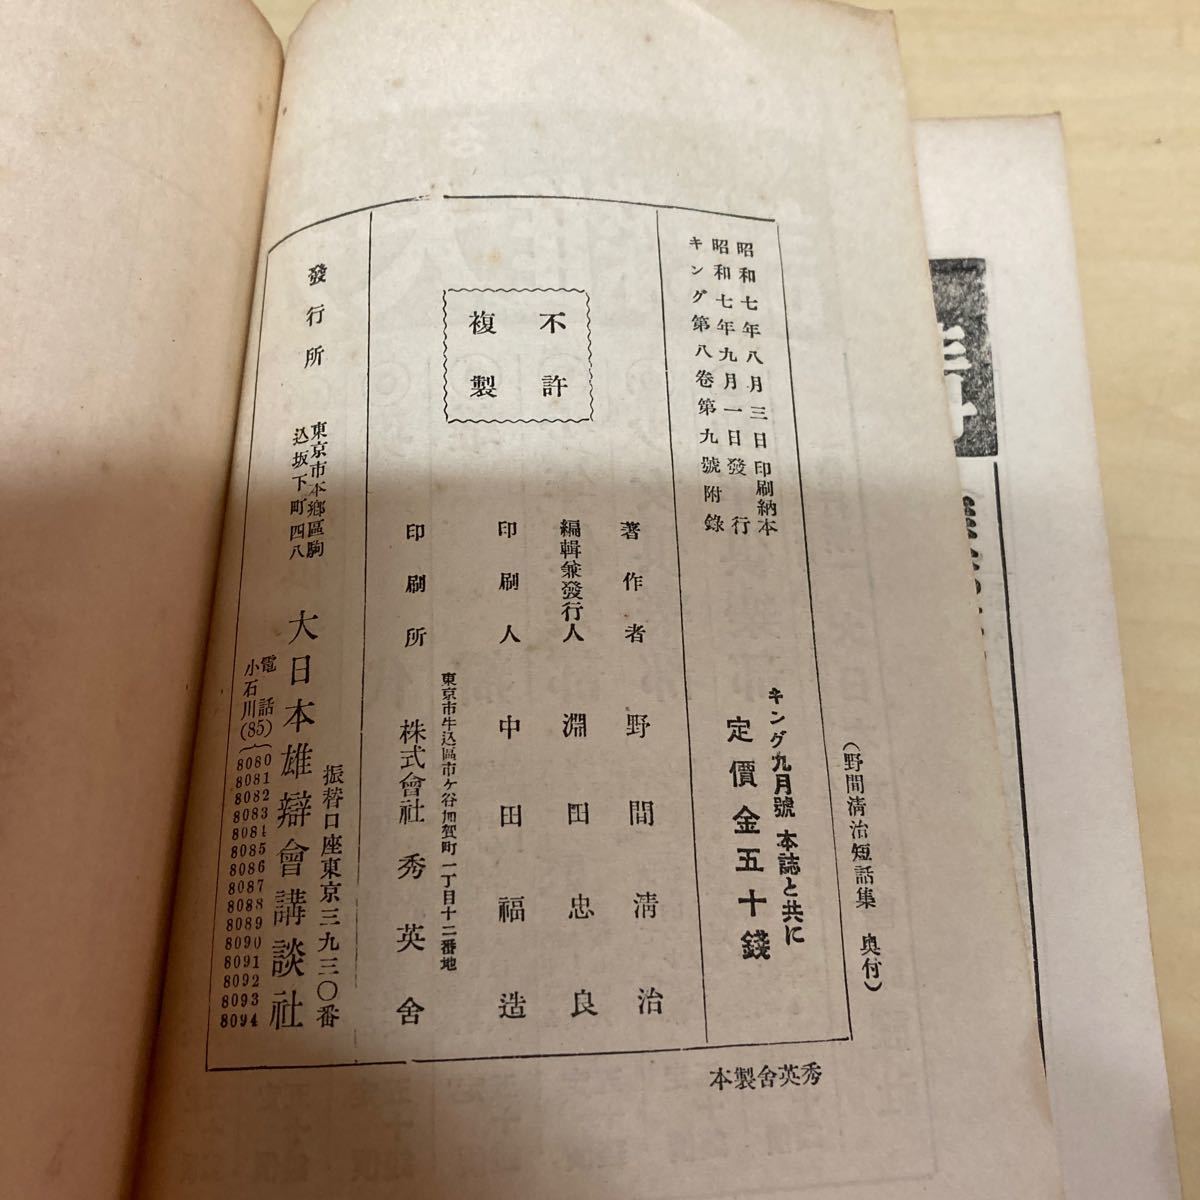 (野間淸治短話集 奥付)
昭和七年八月三日印刷納本
昭和七年九月一日發行
キング第八卷第九號附錄
キング九月號 本誌と共に
定價金五十錢
不許
複製
著作者 野間淸治
編輯兼發行人 淵田忠良
印刷人 中田福造
東京市牛込區市ヶ谷加賀町一丁目十二番地
印刷所 株式會社 秀英舍
發行所
東京市本鄕區駒
込坂下町四八
振替口座東京三九三〇番
大日本雄辯會講談社
電話
小石川(85)
8080
8081
8082
8083
8084
8085
8086
8087
8088
8089
8090
8091
8092
8093
8094
秀英舍製本